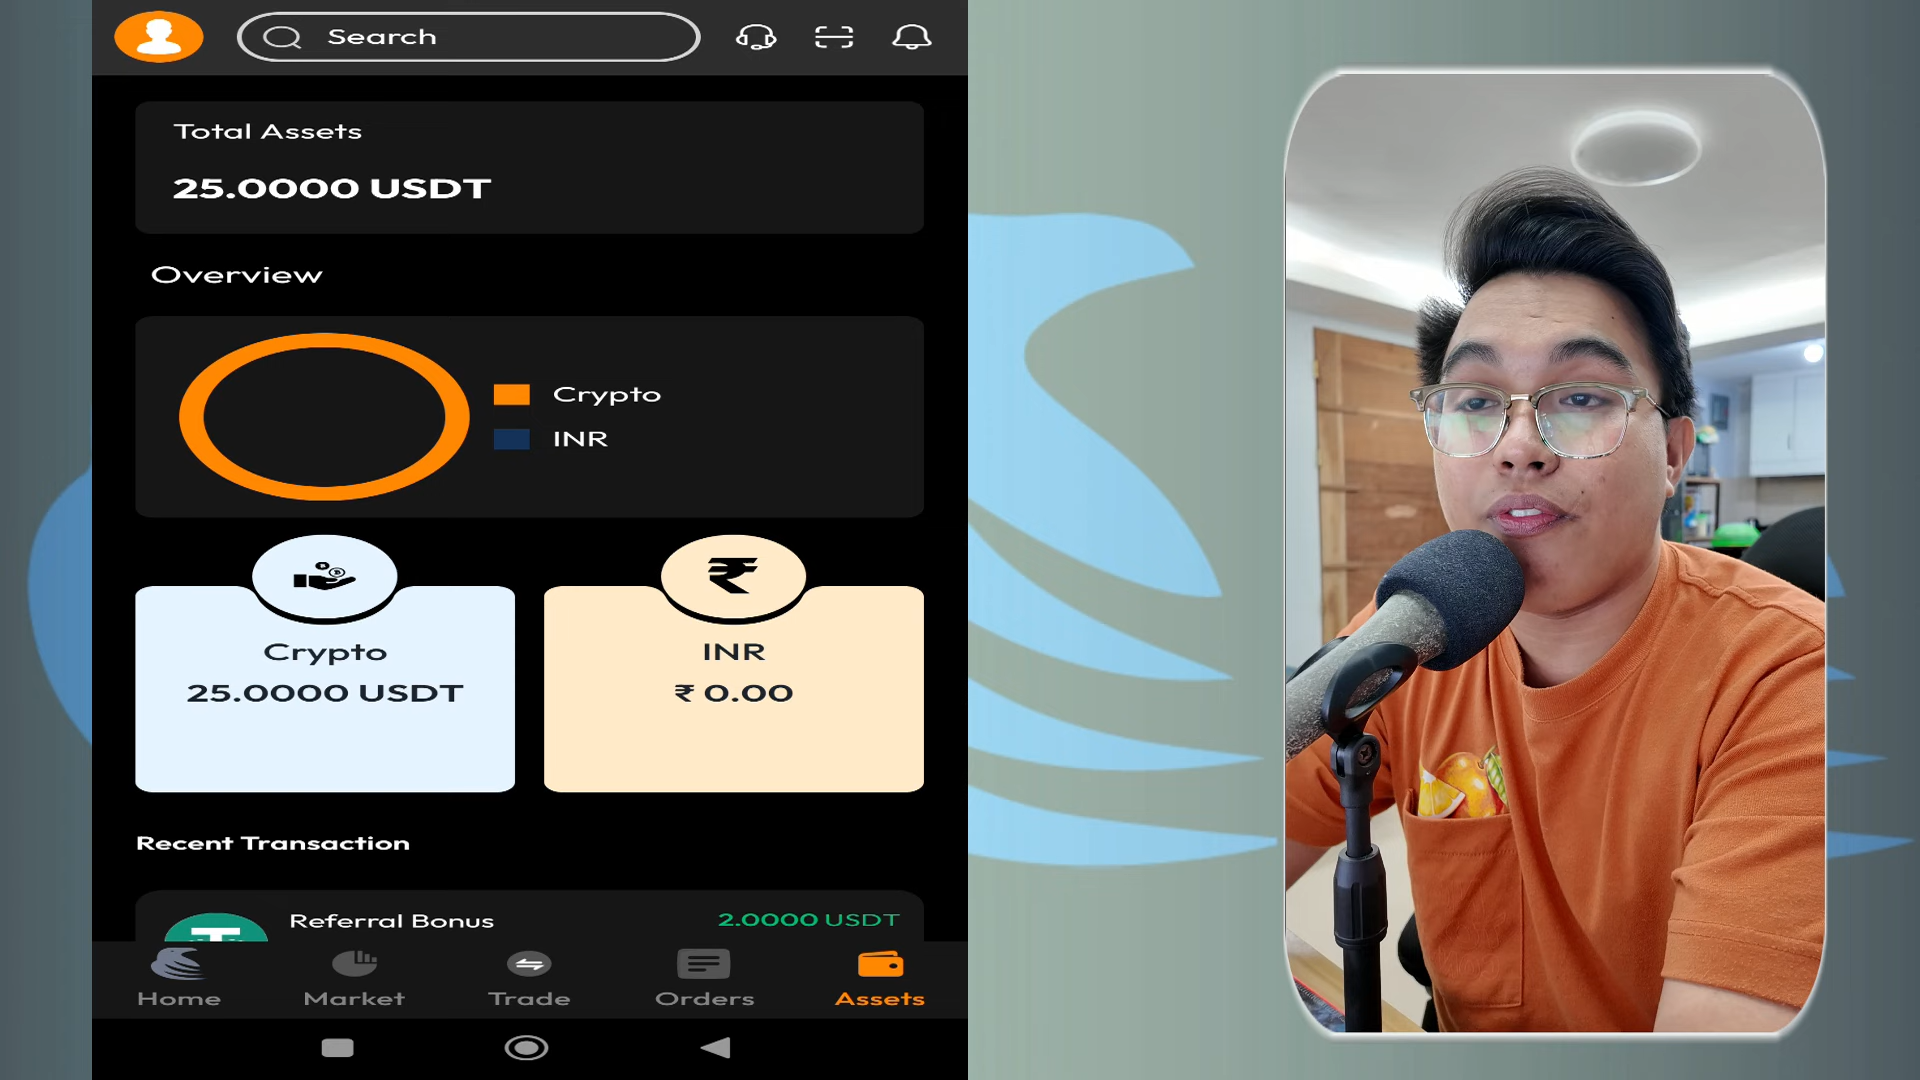 Search
Total Assets
25.0000 USDT
Overview
Crypto
INR
Crypto
25.0000 USDT
INR
₹ 0.00
Recent Transaction
Referral Bonus
2.0000 USDT
Home
Market
Trade
Orders
Assets